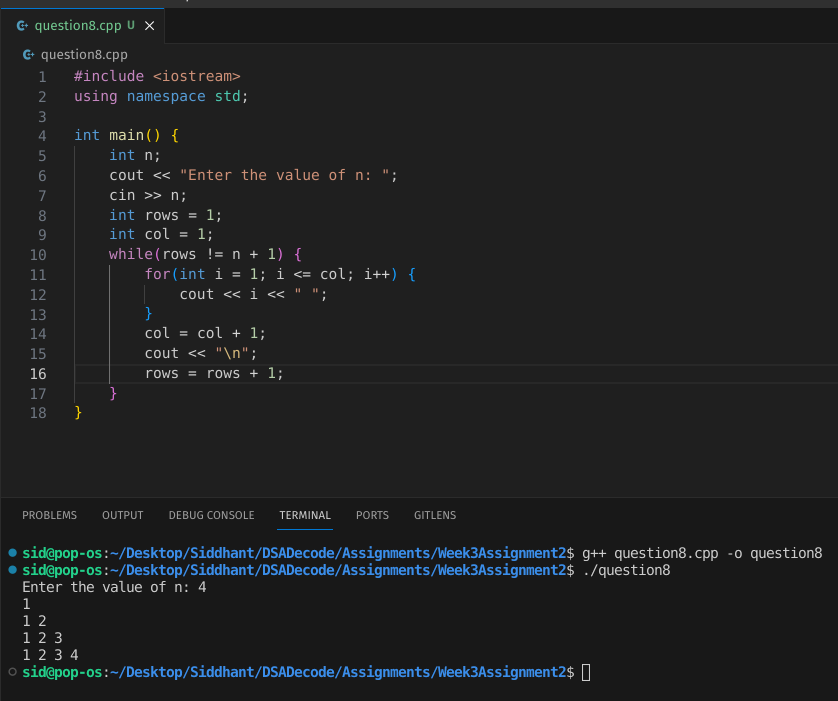 question8.cpp U
question8.cpp
1 #include <iostream>
2 using namespace std;
3
4 int main() {
5     int n;
6     cout << "Enter the value of n: ";
7     cin >> n;
8     int rows = 1;
9     int col = 1;
10     while(rows != n + 1) {
11         for(int i = 1; i <= col; i++) {
12             cout << i << " ";
13         }
14         col = col + 1;
15         cout << "\n";
16         rows = rows + 1;
17     }
18 }
PROBLEMS OUTPUT DEBUG CONSOLE TERMINAL PORTS GITLENS
sid@pop-os:~/Desktop/Siddhant/DSADecode/Assignments/Week3Assignment2$ g++ question8.cpp -o question8
sid@pop-os:~/Desktop/Siddhant/DSADecode/Assignments/Week3Assignment2$ ./question8
Enter the value of n: 4
1
1 2
1 2 3
1 2 3 4
sid@pop-os:~/Desktop/Siddhant/DSADecode/Assignments/Week3Assignment2$